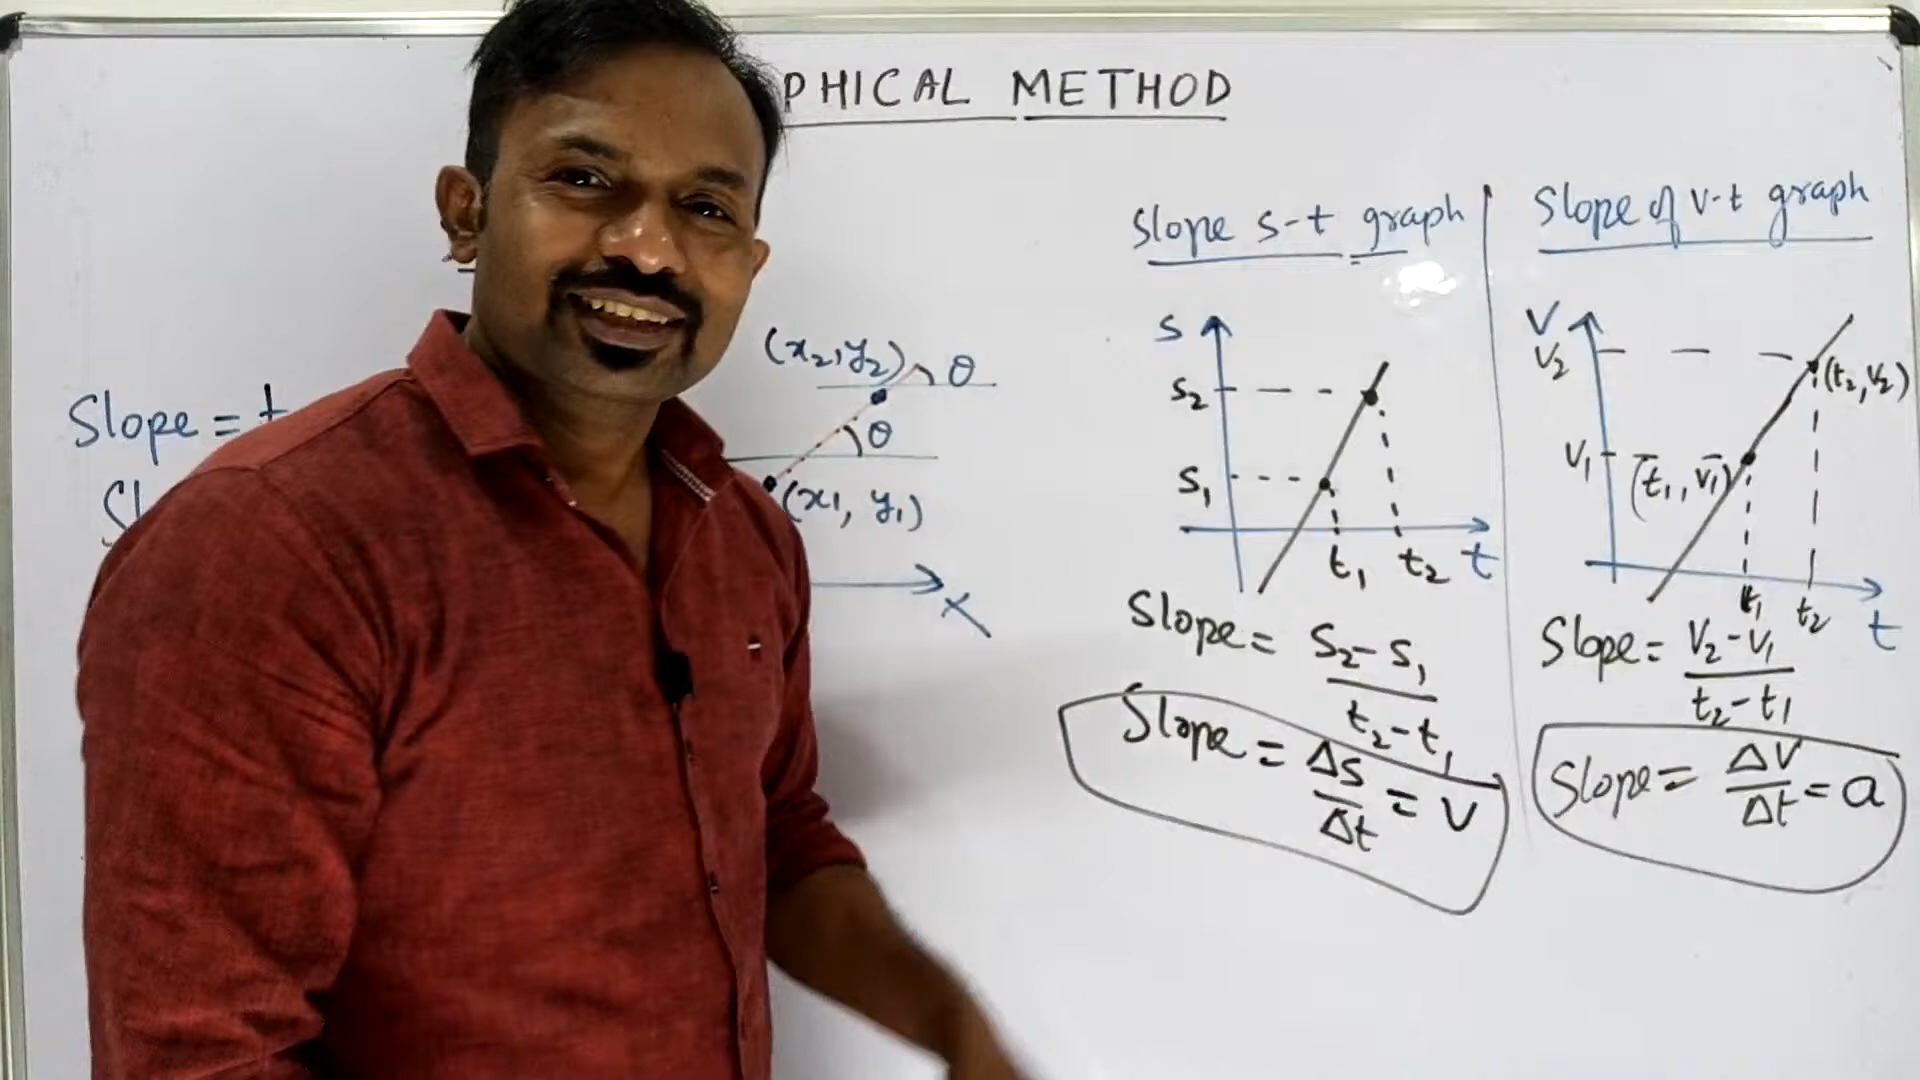 PHICAL METHOD
Slope =
(x2, y2) θ
θ
(x1, y1)
X
Slope s-t graph
s
s2
s1
t1 t2 t
Slope = s2 - s1
t2 - t1
Slope = Δs
Δt
= v
Slope of v-t graph
v
v2
(t2, v2)
v1
(t1, v1)
t1 t2 t
Slope = v2 - v1
t2 - t1
Slope = Δv
Δt
= a